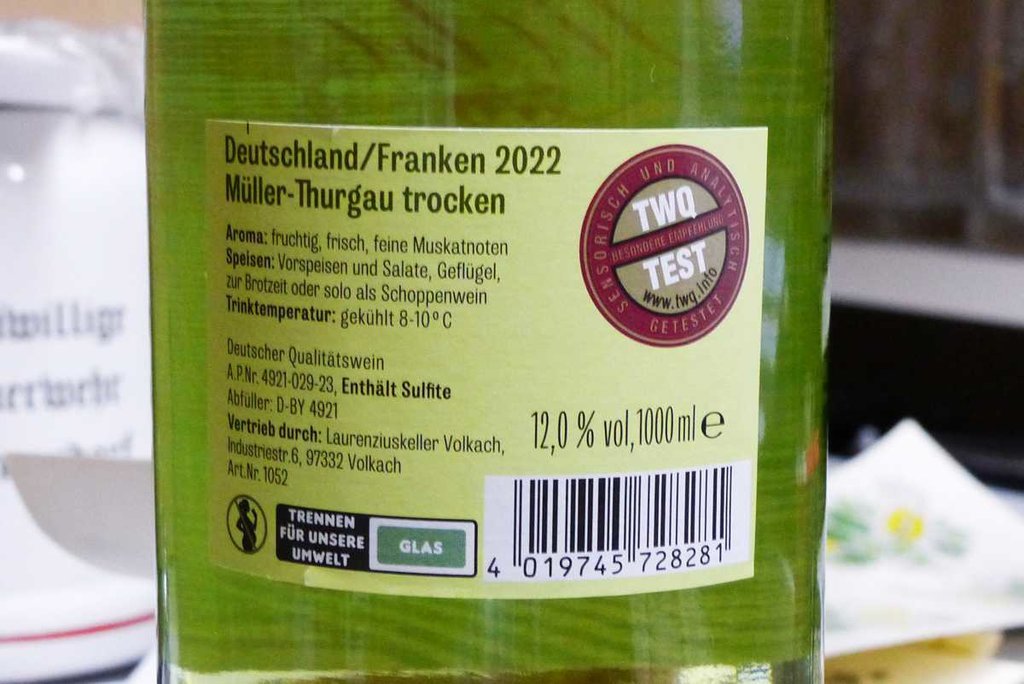 Deutschland/Franken 2022
Müller-Thurgau trocken
Aroma: fruchtig, frisch, feine Muskatnoten
Speisen: Vorspeisen und Salate, Geflügel,
zur Brotzeit oder solo als Schoppenwein
Trinktemperatur: gekühlt 8-10° C
Deutscher Qualitätswein
A.P.Nr. 4921-029-23, Enthält Sulfite
Abfüller: D-BY 4921
Vertrieb durch: Laurenziuskeller Volkach,
Industriestr. 6, 97332 Volkach
Art.Nr. 1052
12,0 % vol, 1000 ml e
SENSORISCH UND ANALYTISCH
TWQ
BESONDERE EMPFEHLUNG
TEST
www.twq.info
GETESTET
TRENNEN
FÜR UNSERE
UMWELT
GLAS
4 019745 728281